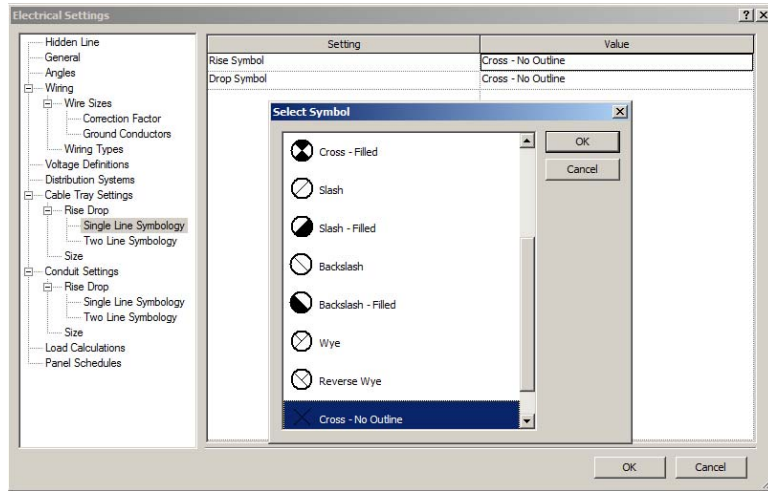 Electrical Settings
Hidden Line
General
Angles
Wiring
Wire Sizes
Correction Factor
Ground Conductors
Wiring Types
Voltage Definitions
Distribution Systems
Cable Tray Settings
Rise Drop
Single Line Symbology
Two Line Symbology
Size
Conduit Settings
Rise Drop
Single Line Symbology
Two Line Symbology
Size
Load Calculations
Panel Schedules
Setting Value
Rise Symbol Cross - No Outline
Drop Symbol Cross - No Outline
Select Symbol
Cross - Filled
Slash
Slash - Filled
Backslash
Backslash - Filled
Wye
Reverse Wye
Cross - No Outline
OK
Cancel
OK Cancel